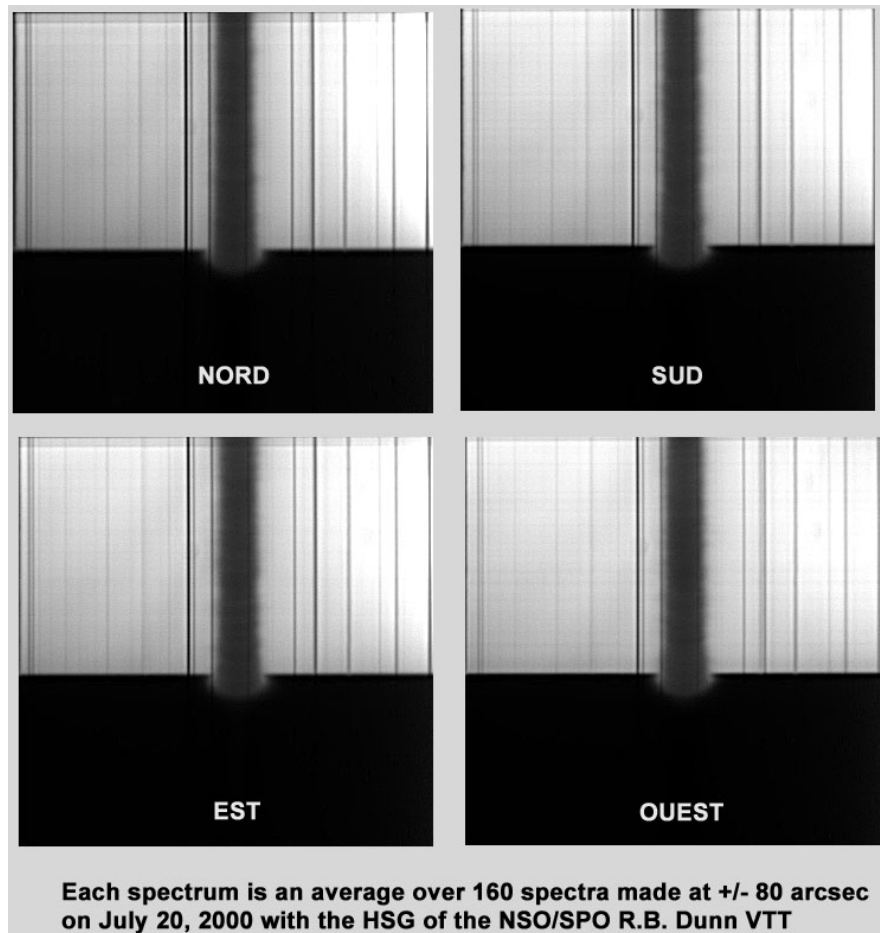 NORD
SUD
EST
OUEST
Each spectrum is an average over 160 spectra made at +/- 80 arcsec
on July 20, 2000 with the HSG of the NSO/SPO R.B. Dunn VTT